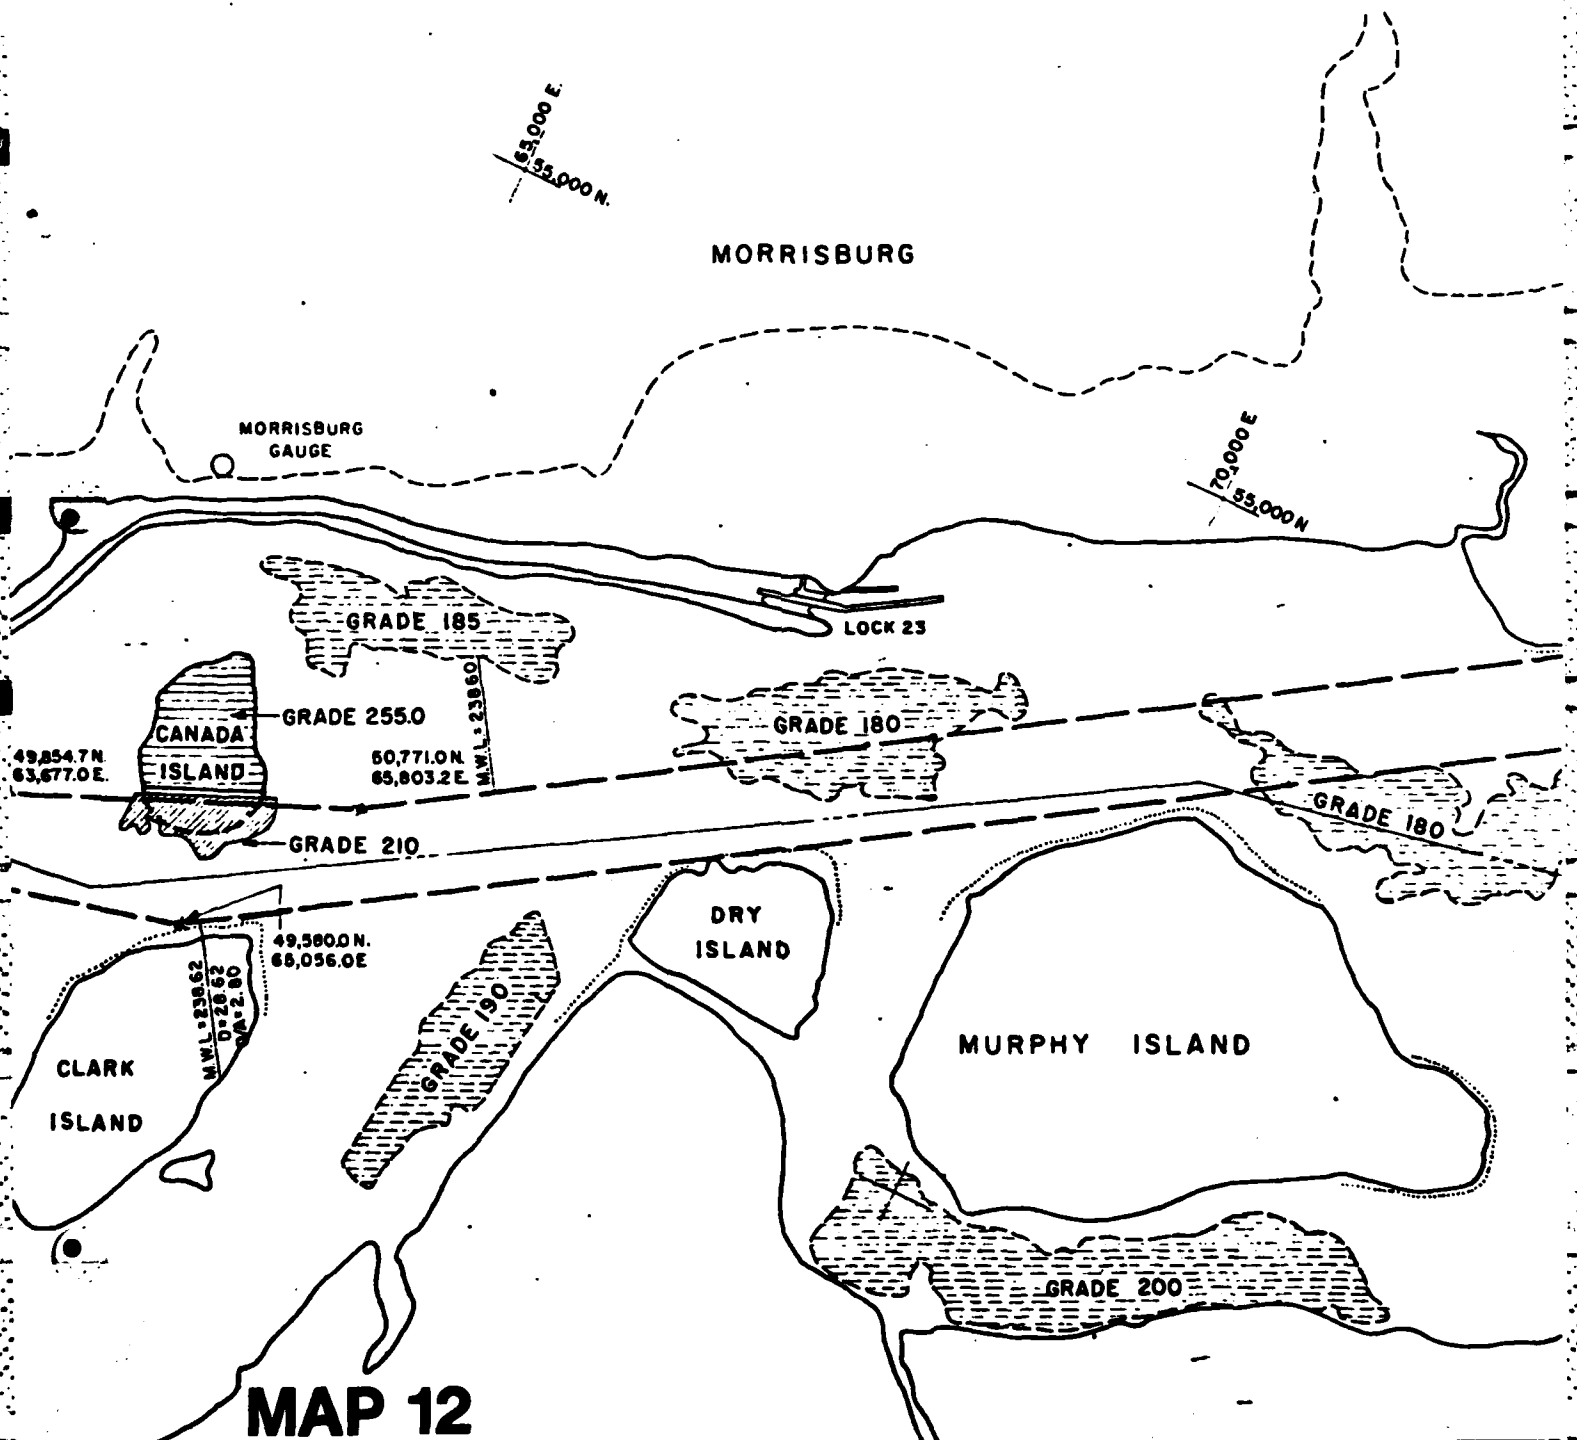 65,000 E.
55,000 N.
MORRISBURG
MORRISBURG
GAUGE
70,000 E
55,000 N
GRADE 185
LOCK 23
M.W.L.= 238.60
GRADE 255.0
CANADA
ISLAND
GRADE 180
49,854.7 N.
63,677.0 E.
50,771.0 N.
65,803.2 E.
GRADE 180
GRADE 210
DRY
ISLAND
49,580.0 N.
65,056.0 E
M.W.L.= 238.62
D = 28.62
GRADE 190
MURPHY ISLAND
CLARK
ISLAND
GRADE 200
MAP 12